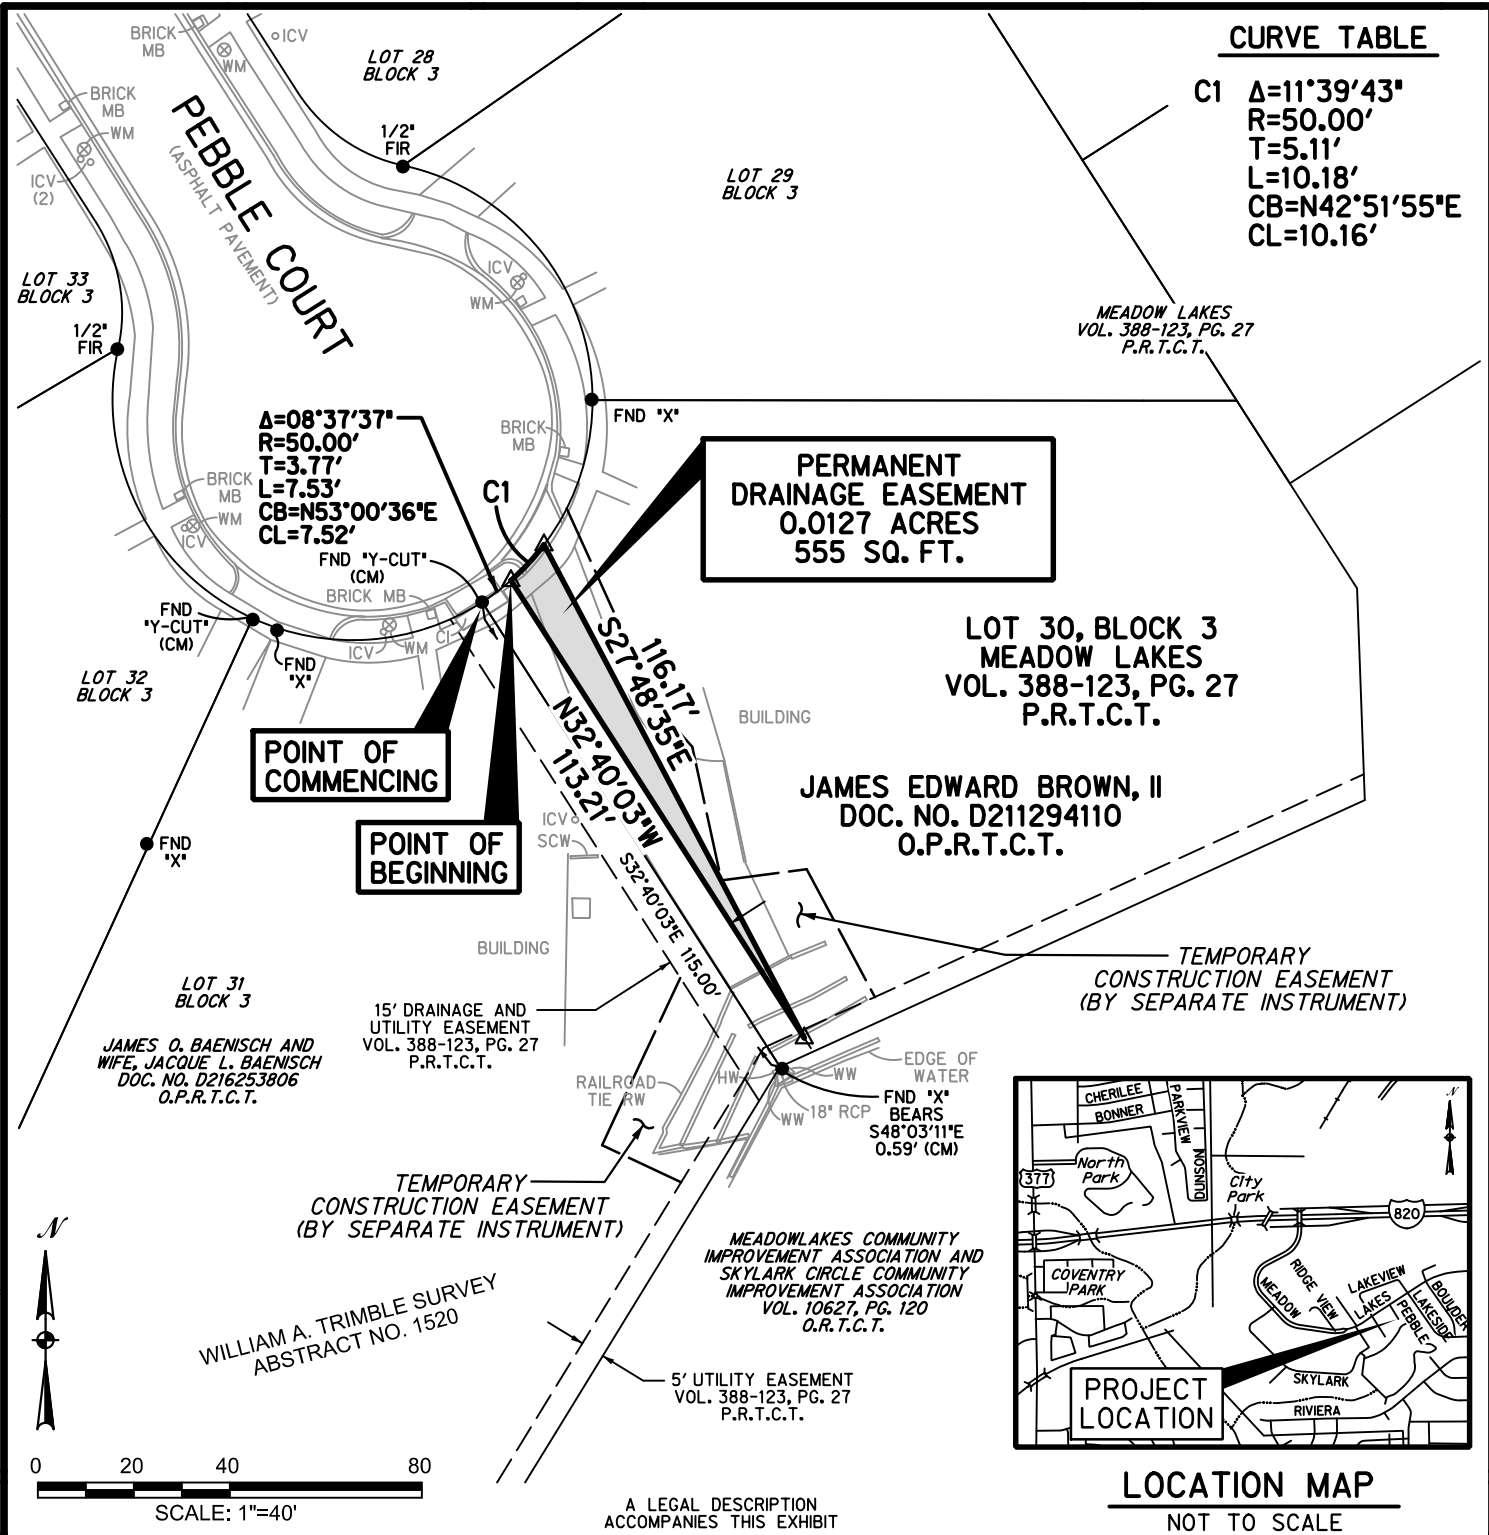 CURVE TABLE
C1 Δ=11°39'43"
R=50.00'
T=5.11'
L=10.18'
CB=N42°51'55"E
CL=10.16'
BRICK
MB
ICV
WM
LOT 28
BLOCK 3
BRICK
MB
WM
ICV
(2)
1/2"
FIR
PEBBLE COURT
(ASPHALT PAVEMENT)
LOT 29
BLOCK 3
LOT 33
BLOCK 3
1/2"
FIR
ICV
WM
MEADOW LAKES
VOL. 388-123, PG. 27
P.R.T.C.T.
FND "X"
BRICK
MB
Δ=08°37'37"
R=50.00'
T=3.77'
L=7.53'
CB=N53°00'36"E
CL=7.52'
BRICK
MB
WM
ICV
C1
PERMANENT
DRAINAGE EASEMENT
0.0127 ACRES
555 SQ. FT.
FND "Y-CUT"
(CM)
BRICK MB
FND
"Y-CUT"
(CM)
FND
"X"
ICV
WM
CI
LOT 32
BLOCK 3
116.17'
S27°48'35"E
LOT 30, BLOCK 3
MEADOW LAKES
VOL. 388-123, PG. 27
P.R.T.C.T.
BUILDING
POINT OF
COMMENCING
N32°40'03"W
113.21'
JAMES EDWARD BROWN, II
DOC. NO. D211294110
O.P.R.T.C.T.
POINT OF
BEGINNING
ICV
SCW
FND
"X"
S32°40'03"E 115.00'
BUILDING
TEMPORARY
CONSTRUCTION EASEMENT
(BY SEPARATE INSTRUMENT)
LOT 31
BLOCK 3
15' DRAINAGE AND
UTILITY EASEMENT
VOL. 388-123, PG. 27
P.R.T.C.T.
JAMES O. BAENISCH AND
WIFE, JACQUE L. BAENISCH
DOC. NO. D216253806
O.P.R.T.C.T.
RAILROAD
TIE RW
HW
WW
EDGE OF
WATER
WW
18" RCP
FND "X"
BEARS
S48°03'11"E
0.59' (CM)
TEMPORARY
CONSTRUCTION EASEMENT
(BY SEPARATE INSTRUMENT)
MEADOWLAKES COMMUNITY
IMPROVEMENT ASSOCIATION AND
SKYLARK CIRCLE COMMUNITY
IMPROVEMENT ASSOCIATION
VOL. 10627, PG. 120
O.R.T.C.T.
N
WILLIAM A. TRIMBLE SURVEY
ABSTRACT NO. 1520
5' UTILITY EASEMENT
VOL. 388-123, PG. 27
P.R.T.C.T.
0 20 40 80
SCALE: 1"=40'
A LEGAL DESCRIPTION
ACCOMPANIES THIS EXHIBIT
CHERILEE
BONNER
PARKVIEW
DUNSON
N
377
North
Park
City
Park
820
COVENTRY
PARK
RIDGE VIEW
MEADOW
LAKES
LAKEVIEW
PEBBLE
LAKESIDE
BOULDER
SKYLARK
RIVIERA
PROJECT
LOCATION
LOCATION MAP
NOT TO SCALE